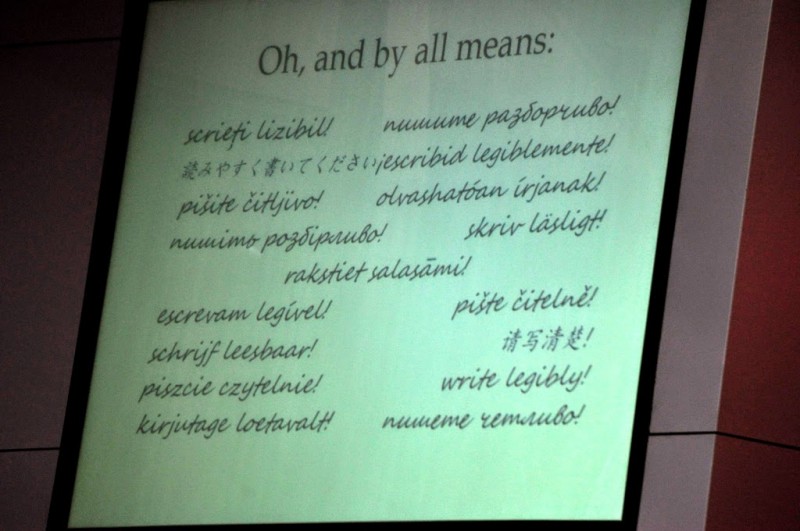 Oh, and by all means:
scrieți lizibil! пишите разборчиво!
読みやすく書いてください ¡escribid legiblemente!
pišite čitljivo! olvashatóan írjanak!
пишіть розбірливо! skriv läsligt!
rakstiet salasāmi!
escrevam legível! pište čitelně!
schrijf leesbaar! 请写清楚!
piszcie czytelnie! write legibly!
kirjutage loetavalt! пишете четливо!